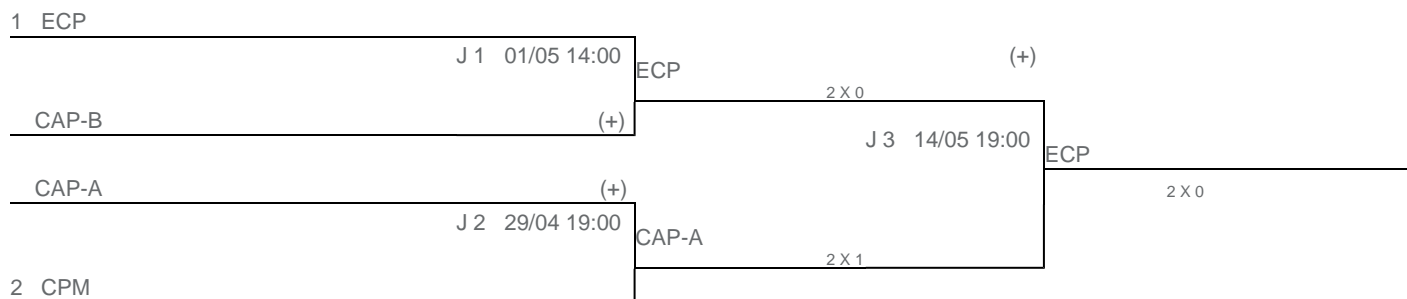 1 ECP
J 1 01/05 14:00
(+)
ECP
2 X 0
CAP-B
(+)
J 3 14/05 19:00
ECP
CAP-A
(+)
2 X 0
J 2 29/04 19:00
CAP-A
2 X 1
2 CPM